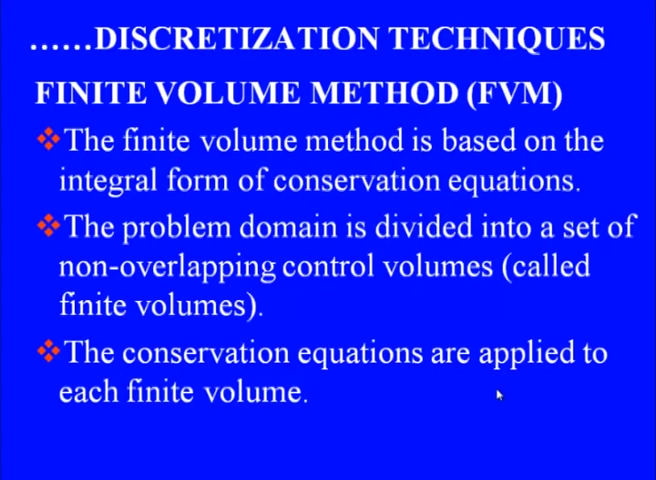 ......DISCRETIZATION TECHNIQUES
FINITE VOLUME METHOD (FVM)
The finite volume method is based on the
integral form of conservation equations.
The problem domain is divided into a set of
non-overlapping control volumes (called
finite volumes).
The conservation equations are applied to
each finite volume.